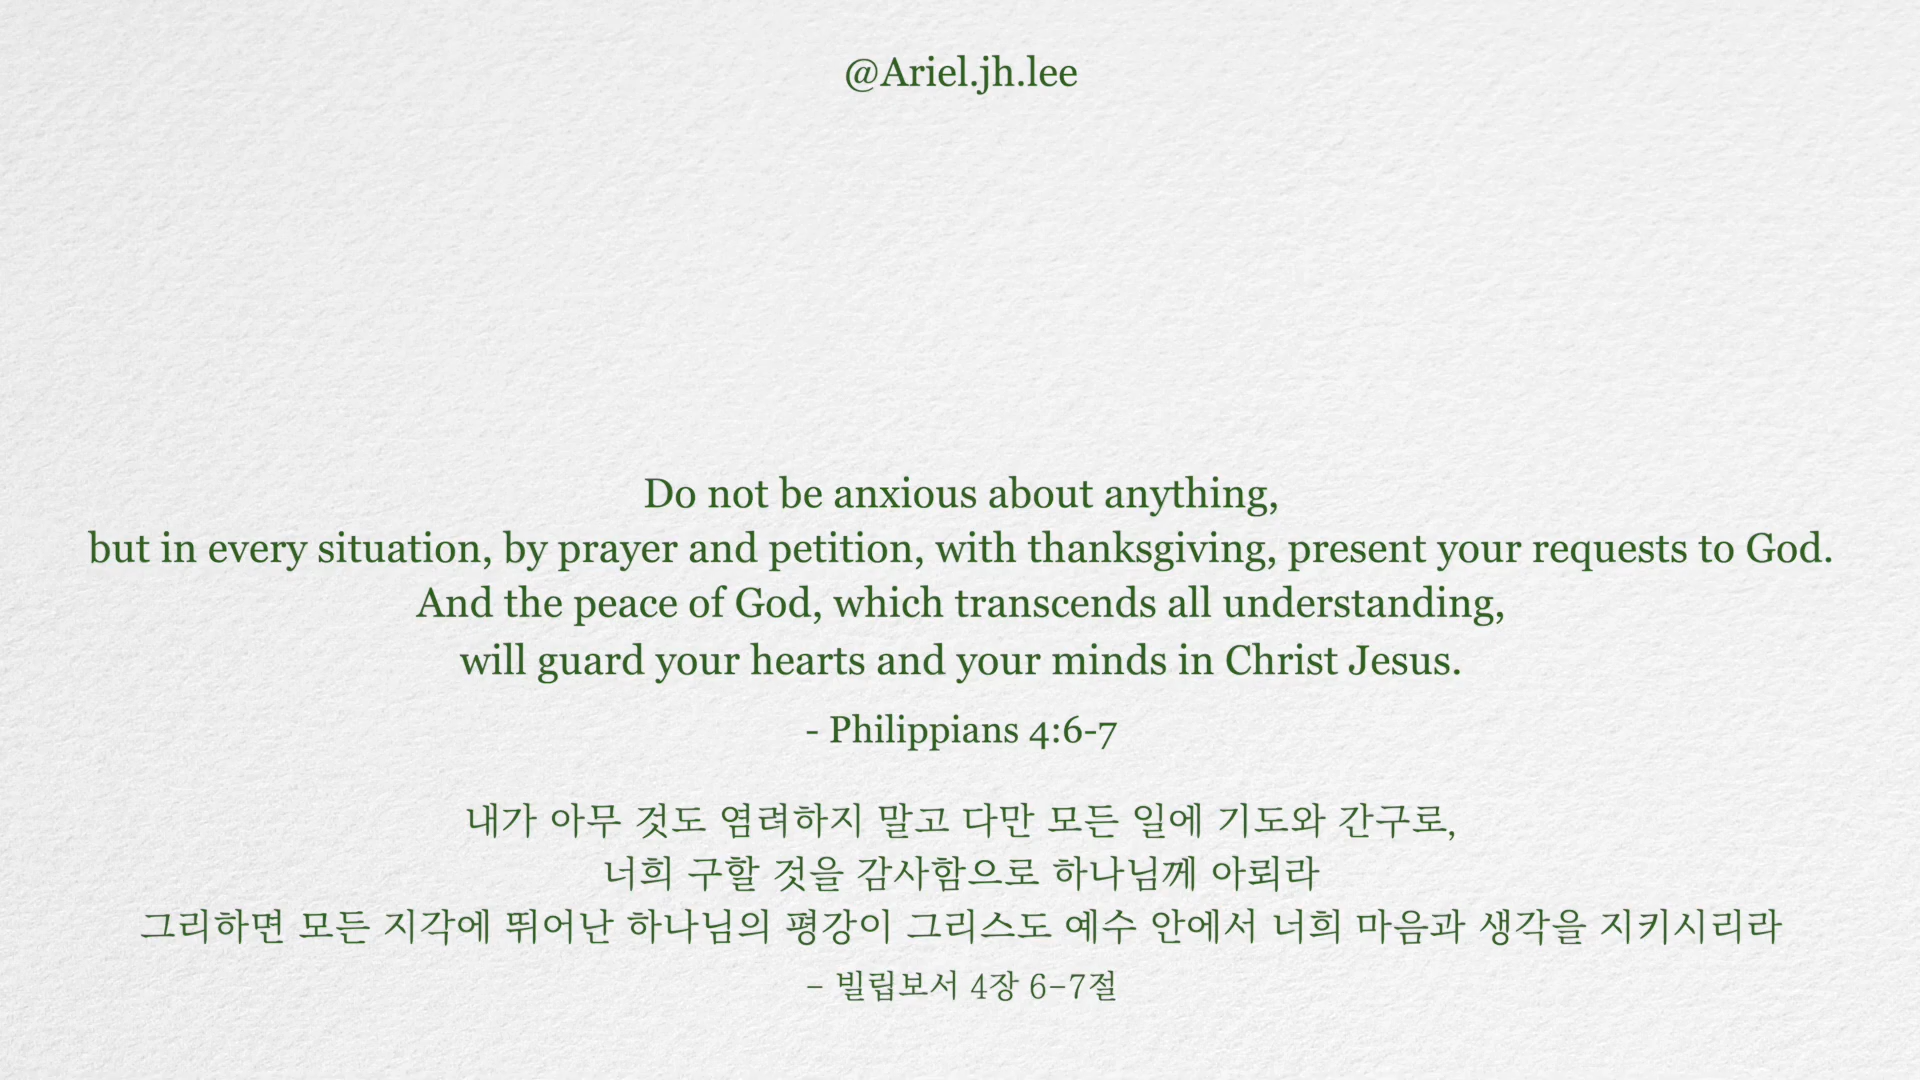 @Ariel.jh.lee
Do not be anxious about anything,
but in every situation, by prayer and petition, with thanksgiving, present your requests to God.
And the peace of God, which transcends all understanding,
will guard your hearts and your minds in Christ Jesus.
- Philippians 4:6-7
내가 아무 것도 염려하지 말고 다만 모든 일에 기도와 간구로,
너희 구할 것을 감사함으로 하나님께 아뢰라
그리하면 모든 지각에 뛰어난 하나님의 평강이 그리스도 예수 안에서 너희 마음과 생각을 지키시리라
- 빌립보서 4장 6-7절